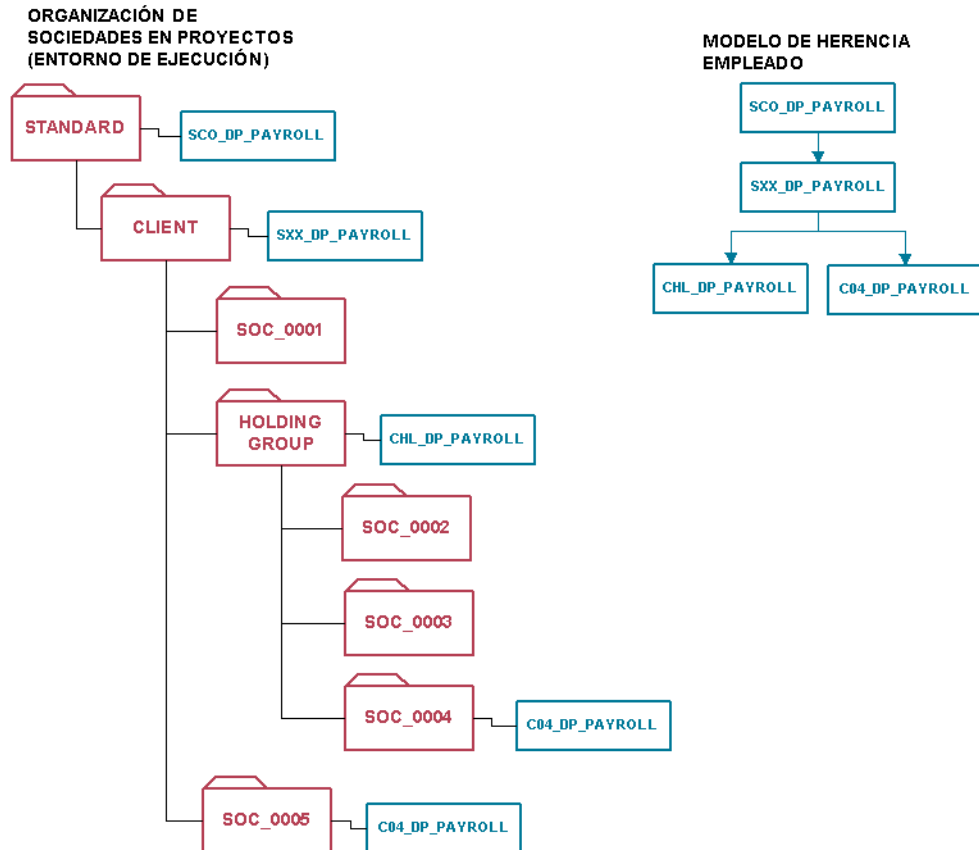 ORGANIZACIÓN DE
SOCIEDADES EN PROYECTOS
(ENTORNO DE EJECUCIÓN)
STANDARD
SCO_DP_PAYROLL
CLIENT
SXX_DP_PAYROLL
SOC_0001
HOLDING
GROUP
CHL_DP_PAYROLL
SOC_0002
SOC_0003
SOC_0004
C04_DP_PAYROLL
SOC_0005
C04_DP_PAYROLL
MODELO DE HERENCIA
EMPLEADO
SCO_DP_PAYROLL
SXX_DP_PAYROLL
CHL_DP_PAYROLL
C04_DP_PAYROLL